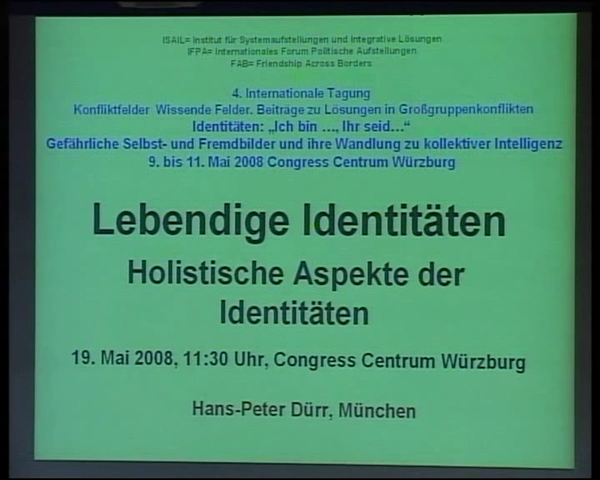 ISAIL= Institut für Systemaufstellungen und Integrative Lösungen
IFPA= Internationales Forum Politische Aufstellungen
FAB= Friendship Across Borders
4. Internationale Tagung
Konfliktfelder Wissende Felder. Beiträge zu Lösungen in Großgruppenkonflikten
Identitäten: „Ich bin ..., Ihr seid...“
Gefährliche Selbst- und Fremdbilder und ihre Wandlung zu kollektiver Intelligenz
9. bis 11. Mai 2008 Congress Centrum Würzburg
Lebendige Identitäten
Holistische Aspekte der
Identitäten
19. Mai 2008, 11:30 Uhr, Congress Centrum Würzburg
Hans-Peter Dürr, München